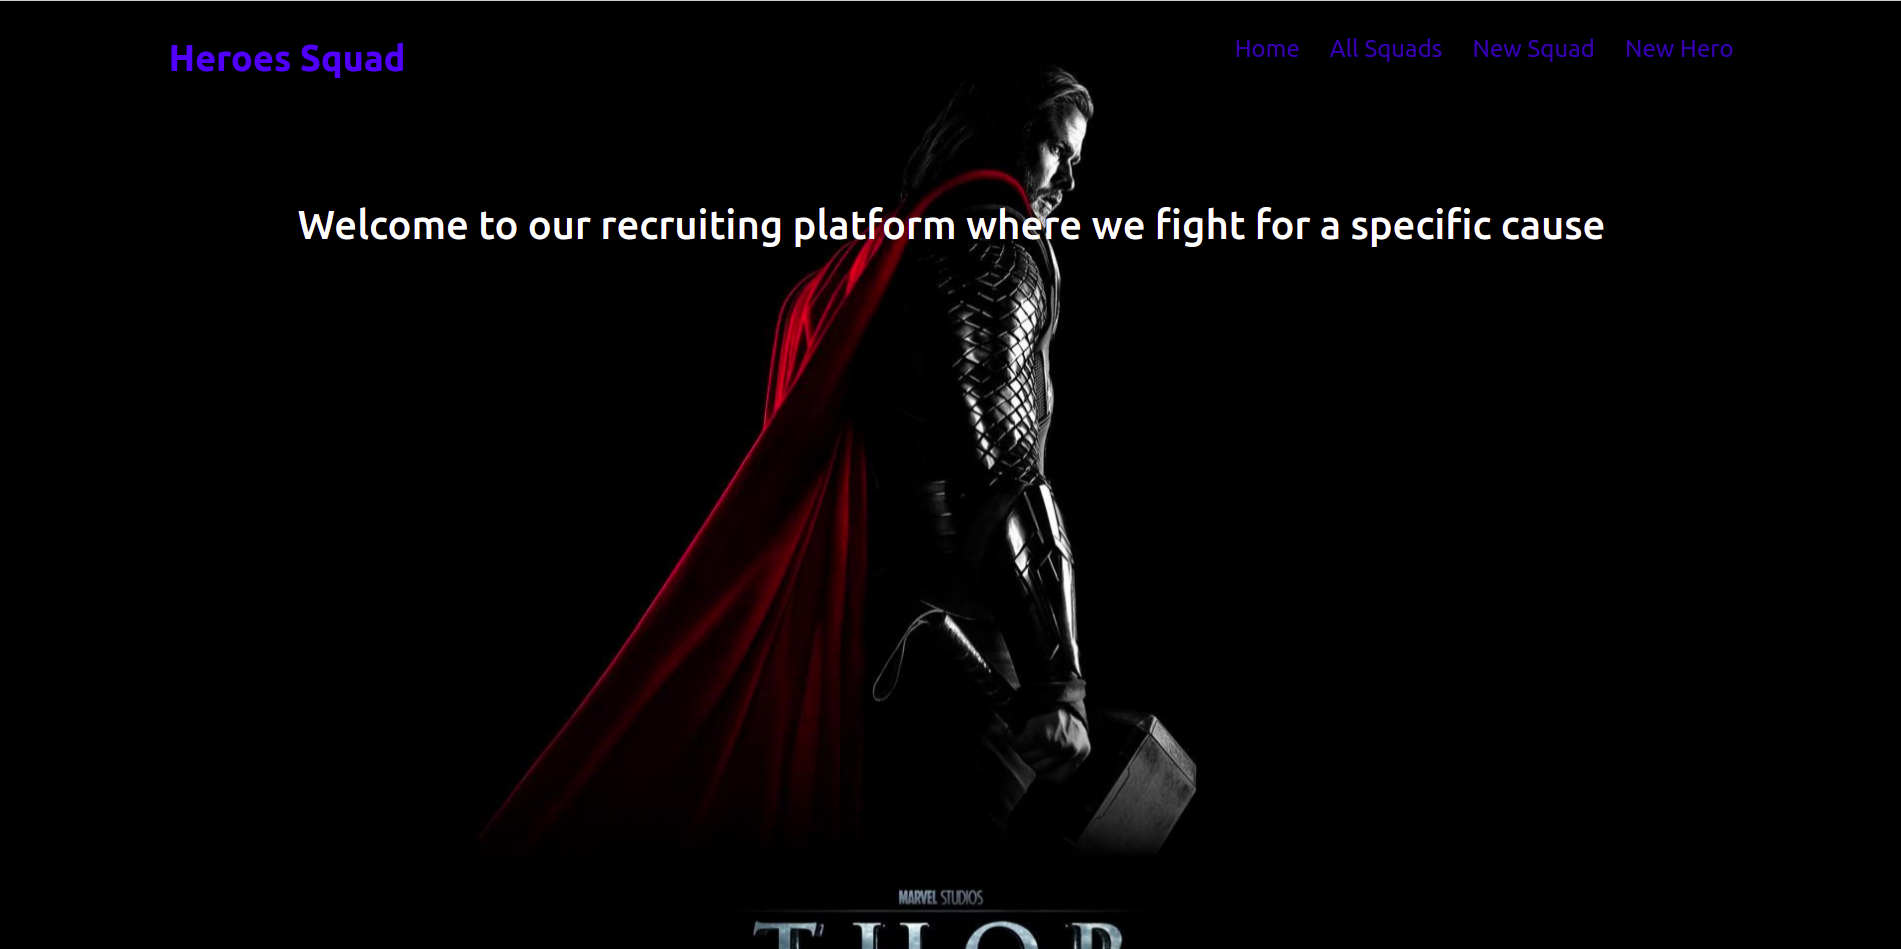 Heroes Squad
Home All Squads New Squad New Hero
Welcome to our recruiting platform where we fight for a specific cause
MARVEL STUDIOS
THOR